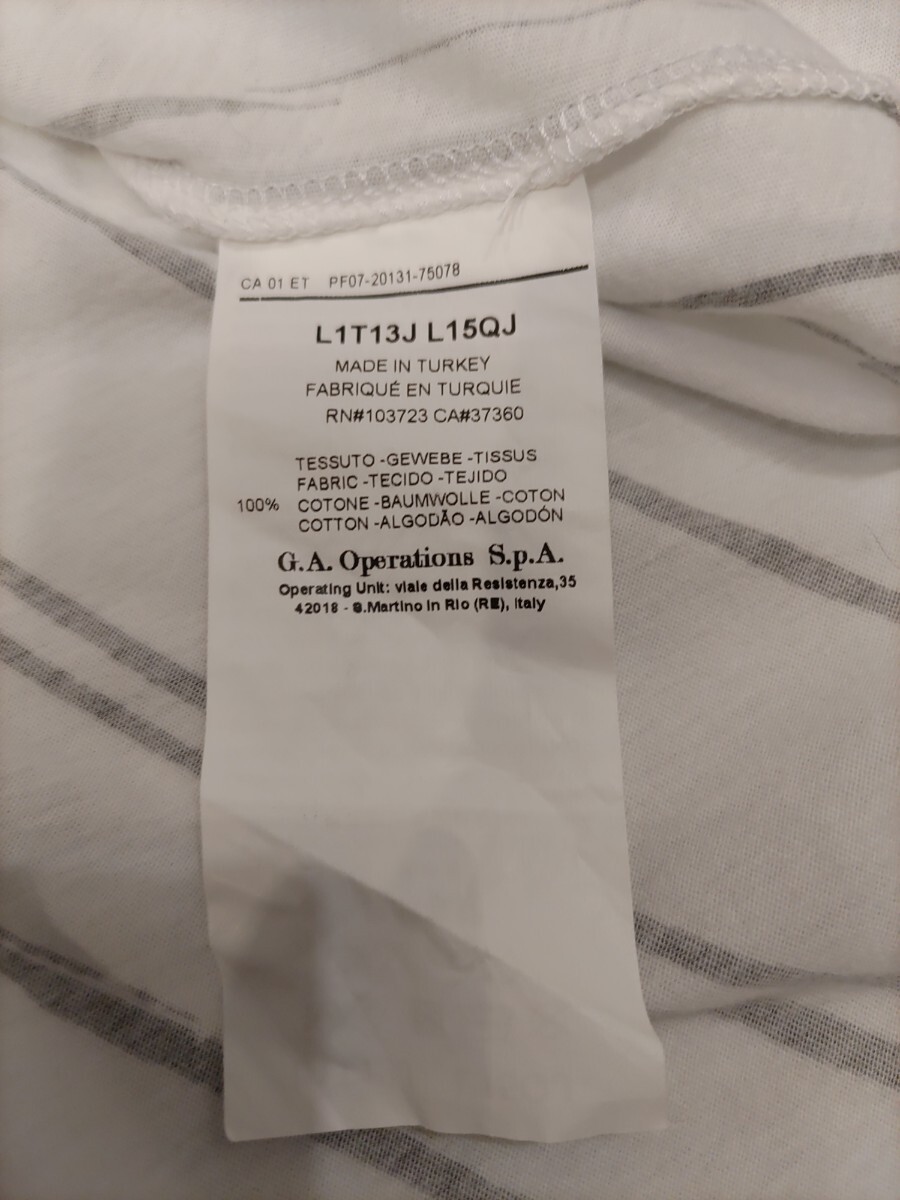 CA 01 ET PF07-20131-75078
L1T13J L15QJ
MADE IN TURKEY
FABRIQUÉ EN TURQUIE
RN#103723 CA#37360
TESSUTO -GEWEBE -TISSUS
FABRIC -TECIDO -TEJIDO
100% COTONE -BAUMWOLLE -COTON
COTTON -ALGODÃO -ALGODÓN
G.A. Operations S.p.A.
Operating Unit: viale della Resistenza,35
42018 - S.Martino in Rio (RE), Italy